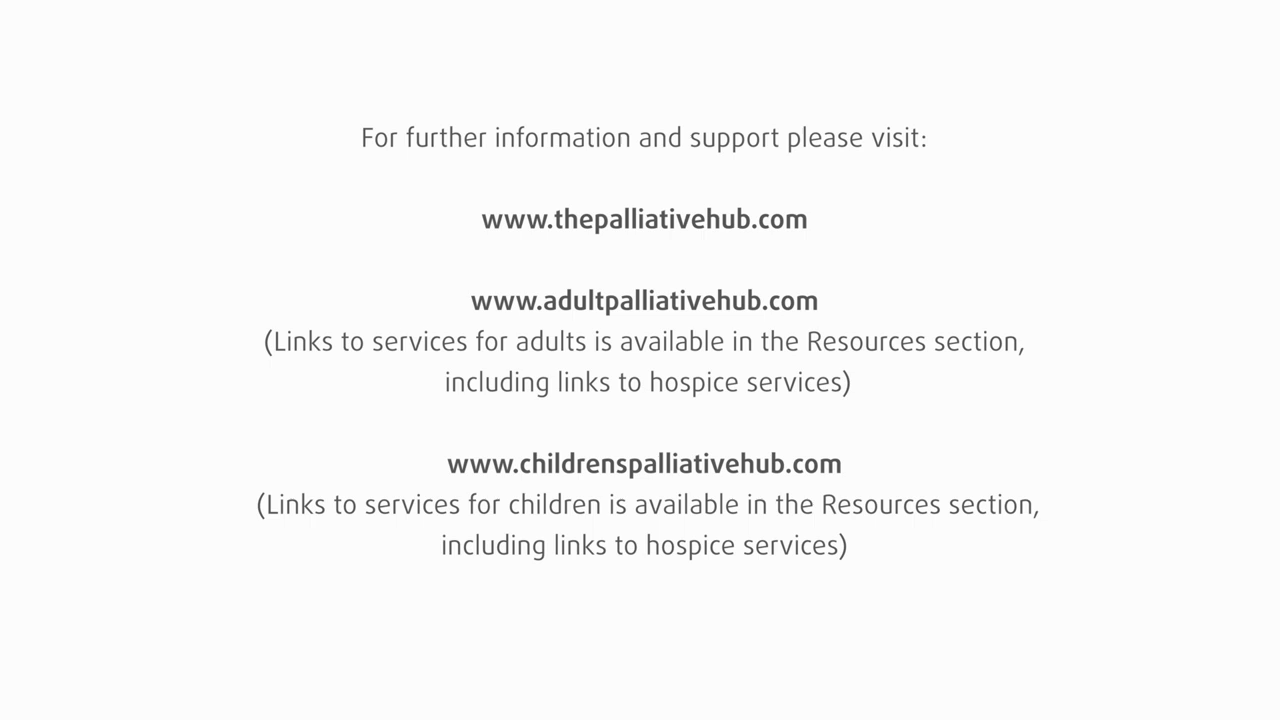 For further information and support please visit:
www.thepalliativehub.com
www.adultpalliativehub.com
(Links to services for adults is available in the Resources section,
including links to hospice services)
www.childrenspalliativehub.com
(Links to services for children is available in the Resources section,
including links to hospice services)